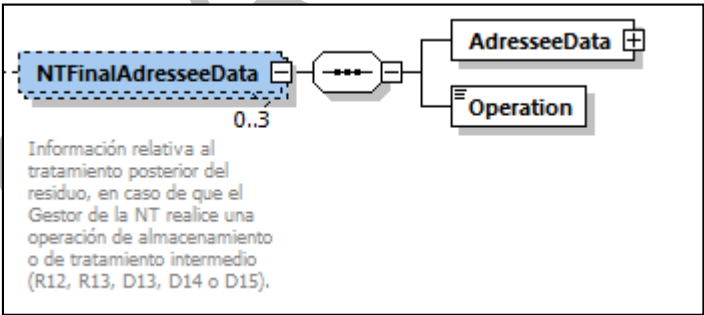 NTFinalAdresseeData
0..3
Información relativa al
tratamiento posterior del
residuo, en caso de que el
Gestor de la NT realice una
operación de almacenamiento
o de tratamiento intermedio
(R12, R13, D13, D14 o D15).
AdresseeData
Operation